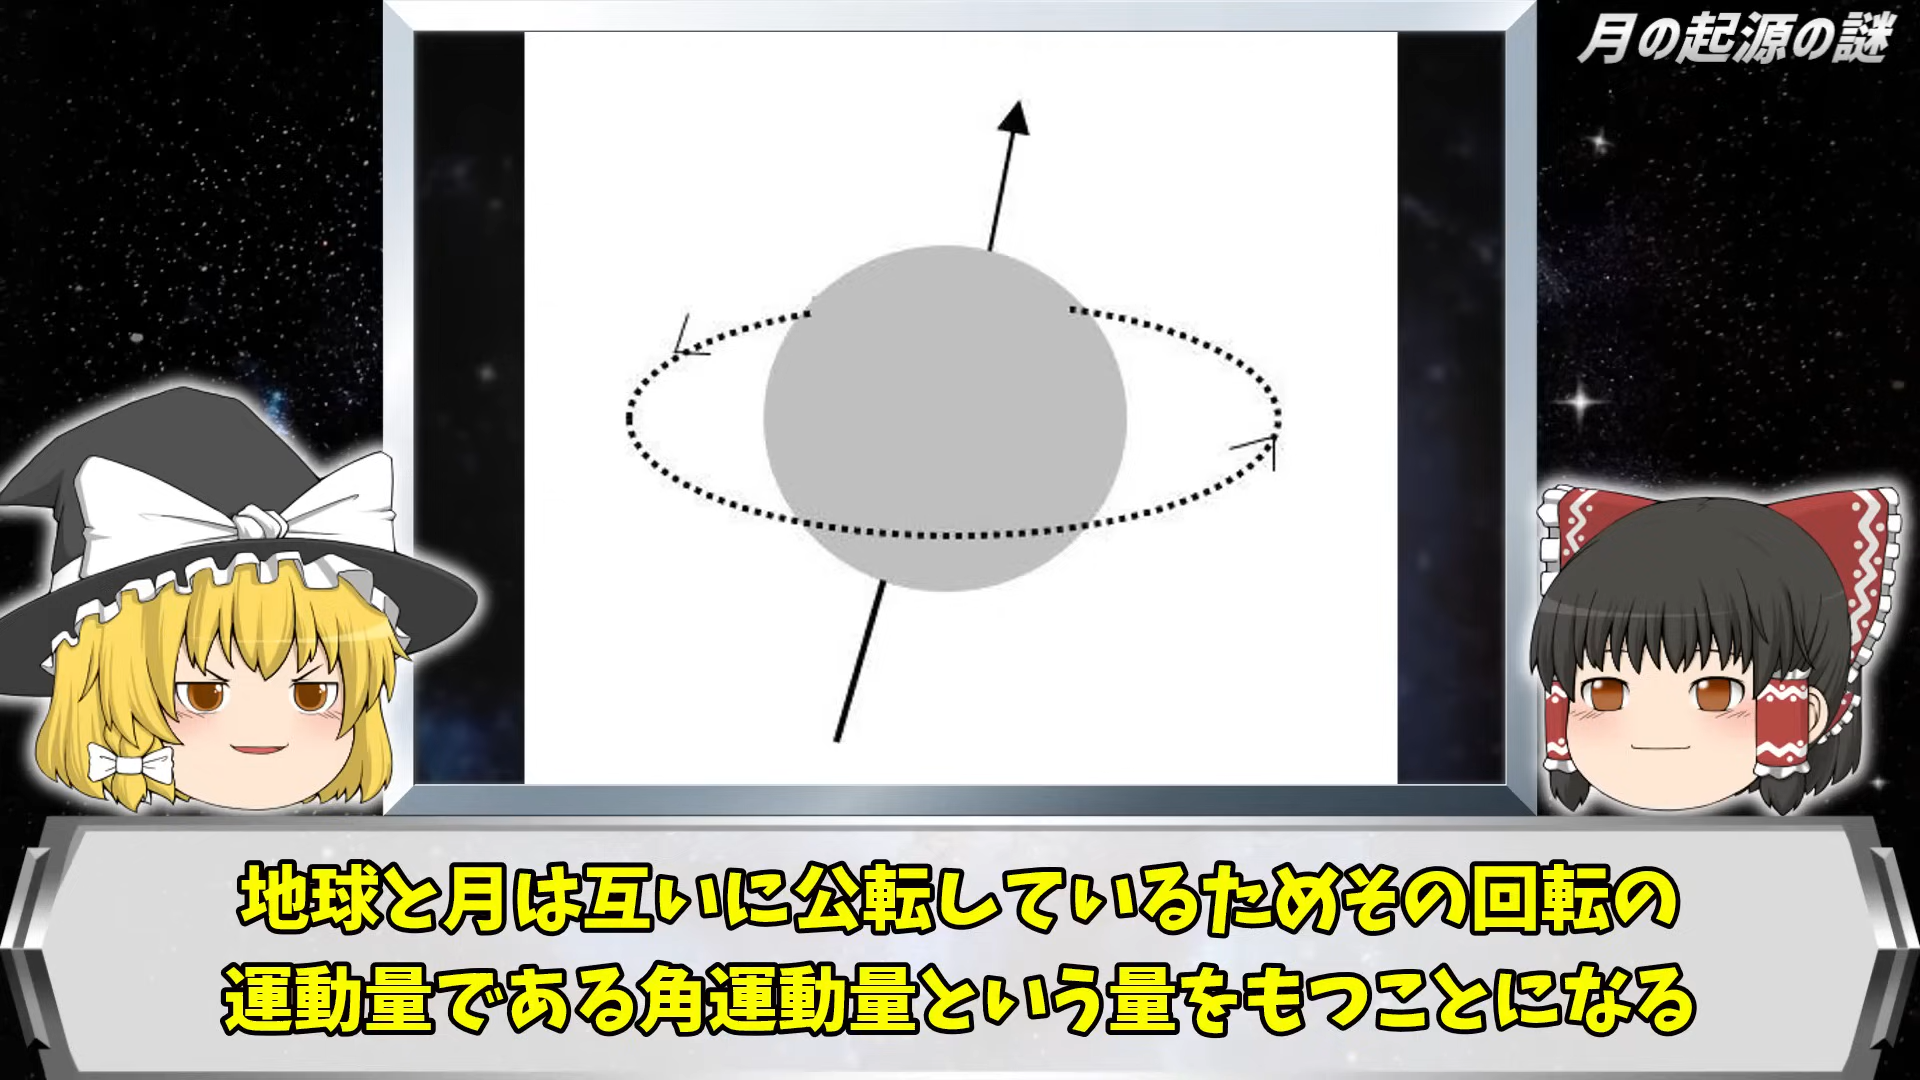 月の起源の謎
地球と月は互いに公転しているためその回転の
運動量である角運動量という量をもつことになる